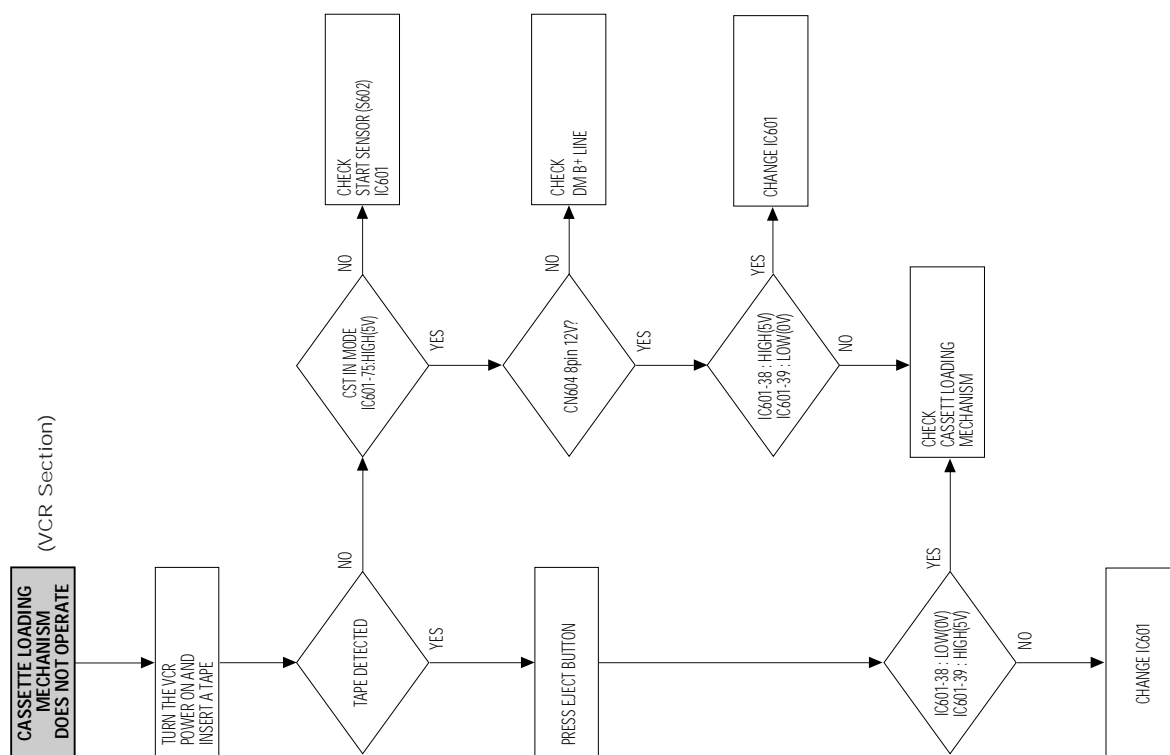 (VCR Section)
CASSETTE LOADING
MECHANISM
DOES NOT OPERATE
TURN THE VCR
POWER ON AND
INSERT A TAPE
TAPE DETECTED
NO
YES
CST IN MODE
IC601-75:HIGH(5V)
NO
YES
CHECK
START SENSOR (S602)
IC601
CN604 8pin 12V?
NO
YES
CHECK
DM B+ LINE
IC601-38 : HIGH(5V)
IC601-39 : LOW(0V)
YES
NO
CHANGE IC601
PRESS EJECT BUTTON
IC601-38 : LOW(0V)
IC601-39 : HIGH(5V)
YES
NO
CHECK
CASSETT LOADING
MECHANISM
CHANGE IC601